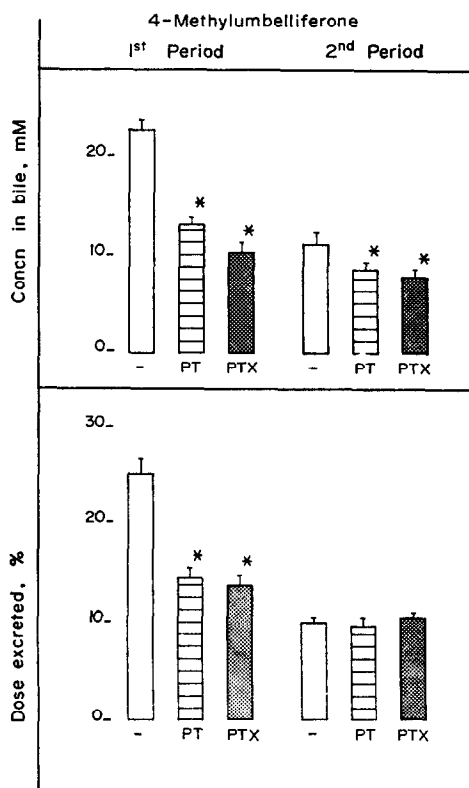 4-Methylumbelliferone
1st Period
2nd Period
Concn in bile, mM
20
10
0
*
*
*
*
- PT PTX
- PT PTX
Dose excreted, %
30
20
10
0
*
*
- PT PTX
- PT PTX